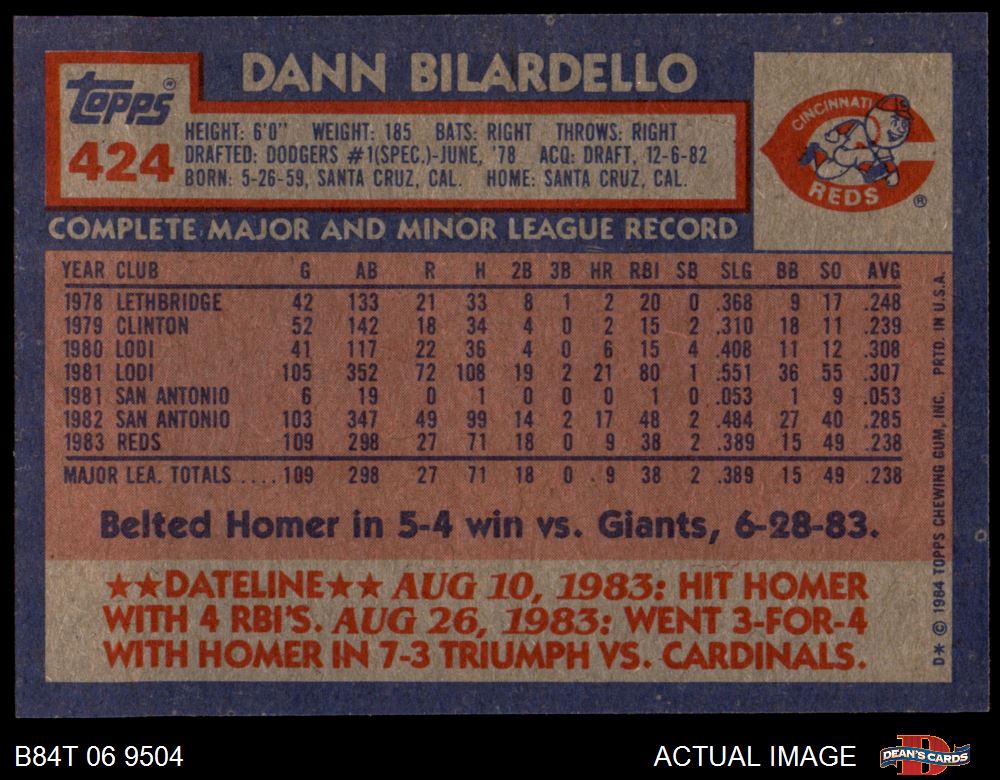 DANN BILARDELLO
Topps®
424
HEIGHT: 6'0" WEIGHT: 185 BATS: RIGHT THROWS: RIGHT
DRAFTED: DODGERS #1(SPEC.)-JUNE, '78 ACQ: DRAFT, 12-6-82
BORN: 5-26-59, SANTA CRUZ, CAL. HOME: SANTA CRUZ, CAL.
CINCINNATI
REDS
®
COMPLETE MAJOR AND MINOR LEAGUE RECORD
YEAR CLUB G AB R H 2B 3B HR RBI SB SLG BB SO AVG
1978 LETHBRIDGE 42 133 21 33 8 1 2 20 0 .368 9 17 .248
1979 CLINTON 52 142 18 34 4 0 2 15 2 .310 18 11 .239
1980 LODI 41 117 22 36 4 0 6 15 4 .408 11 12 .308
1981 LODI 105 352 72 108 19 2 21 80 1 .551 36 55 .307
1981 SAN ANTONIO 6 19 0 1 0 0 0 1 0 .053 1 9 .053
1982 SAN ANTONIO 103 347 49 99 14 2 17 48 2 .484 27 40 .285
1983 REDS 109 298 27 71 18 0 9 38 2 .389 15 49 .238
MAJOR LEA. TOTALS ....109 298 27 71 18 0 9 38 2 .389 15 49 .238
Belted Homer in 5-4 win vs. Giants, 6-28-83.
★★DATELINE★★ AUG 10, 1983: HIT HOMER
WITH 4 RBI'S. AUG 26, 1983: WENT 3-FOR-4
WITH HOMER IN 7-3 TRIUMPH VS. CARDINALS.
D* © 1984 TOPPS CHEWING GUM, INC. PRTD. IN U.S.A.
B84T 06 9504
ACTUAL IMAGE
DEAN'S CARDS